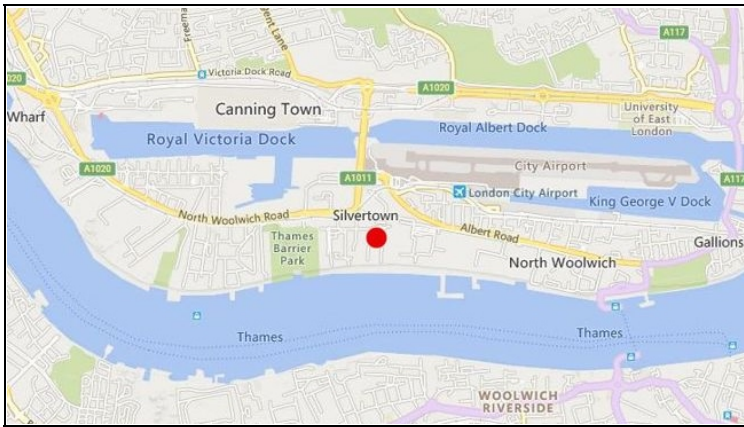 A117
Victoria Dock Road
A1020
Wharf
Canning Town
University
of East
London
Royal Victoria Dock
Royal Albert Dock
City Airport
A1020
A1011
A117
London City Airport
King George V Dock
North Woolwich Road
Silvertown
Albert Road
Thames
Barrier
Park
Gallions
North Woolwich
Thames
Thames
WOOLWICH
RIVERSIDE